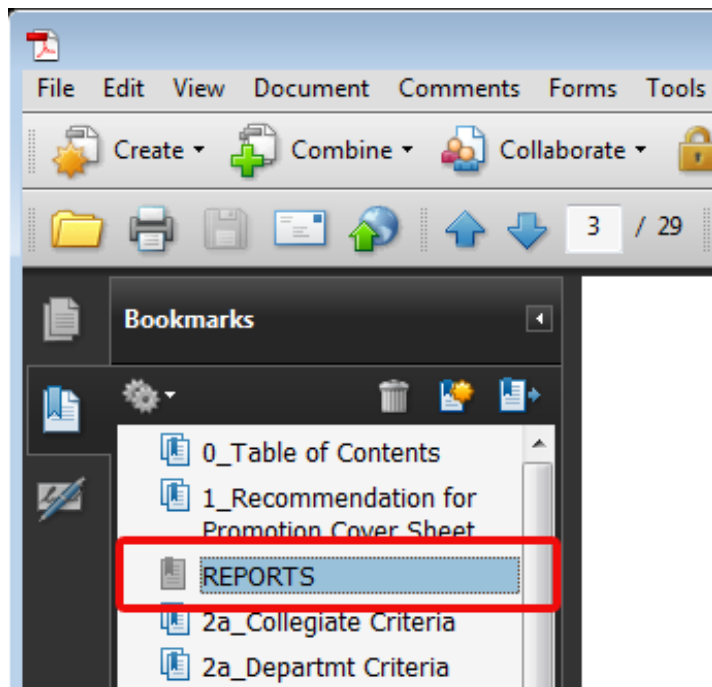 File Edit View Document Comments Forms Tools
Create Combine Collaborate
3 / 29
Bookmarks
0_Table of Contents
1_Recommendation for
Promotion Cover Sheet
REPORTS
2a_Collegiate Criteria
2a_Departmt Criteria